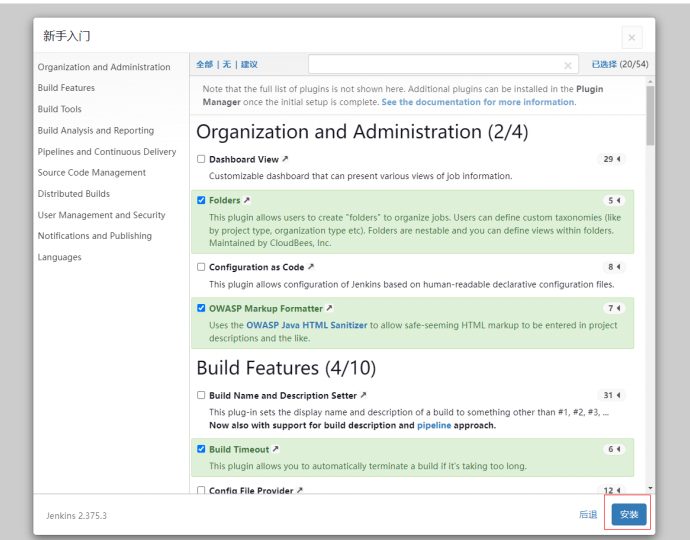 新手入门
Organization and Administration
Build Features
Build Tools
Build Analysis and Reporting
Pipelines and Continuous Delivery
Source Code Management
Distributed Builds
User Management and Security
Notifications and Publishing
Languages
全部 | 无 | 建议
已选择 (20/54)
Note that the full list of plugins is not shown here. Additional plugins can be installed in the Plugin
Manager once the initial setup is complete. See the documentation for more information.
Organization and Administration (2/4)
Dashboard View 29
Customizable dashboard that can present various views of job information.
Folders 5
This plugin allows users to create "folders" to organize jobs. Users can define custom taxonomies (like
by project type, organization type etc). Folders are nestable and you can define views within folders.
Maintained by CloudBees, Inc.
Configuration as Code 8
This plugin allows configuration of Jenkins based on human-readable declarative configuration files.
OWASP Markup Formatter 7
Uses the OWASP Java HTML Sanitizer to allow safe-seeming HTML markup to be entered in project
descriptions and the like.
Build Features (4/10)
Build Name and Description Setter 31
This plug-in sets the display name and description of a build to something other than #1, #2, #3, ...
Now also with support for build description and pipeline approach.
Build Timeout 6
This plugin allows you to automatically terminate a build if it's taking too long.
Config File Provider 12
Jenkins 2.375.3
后退
安装